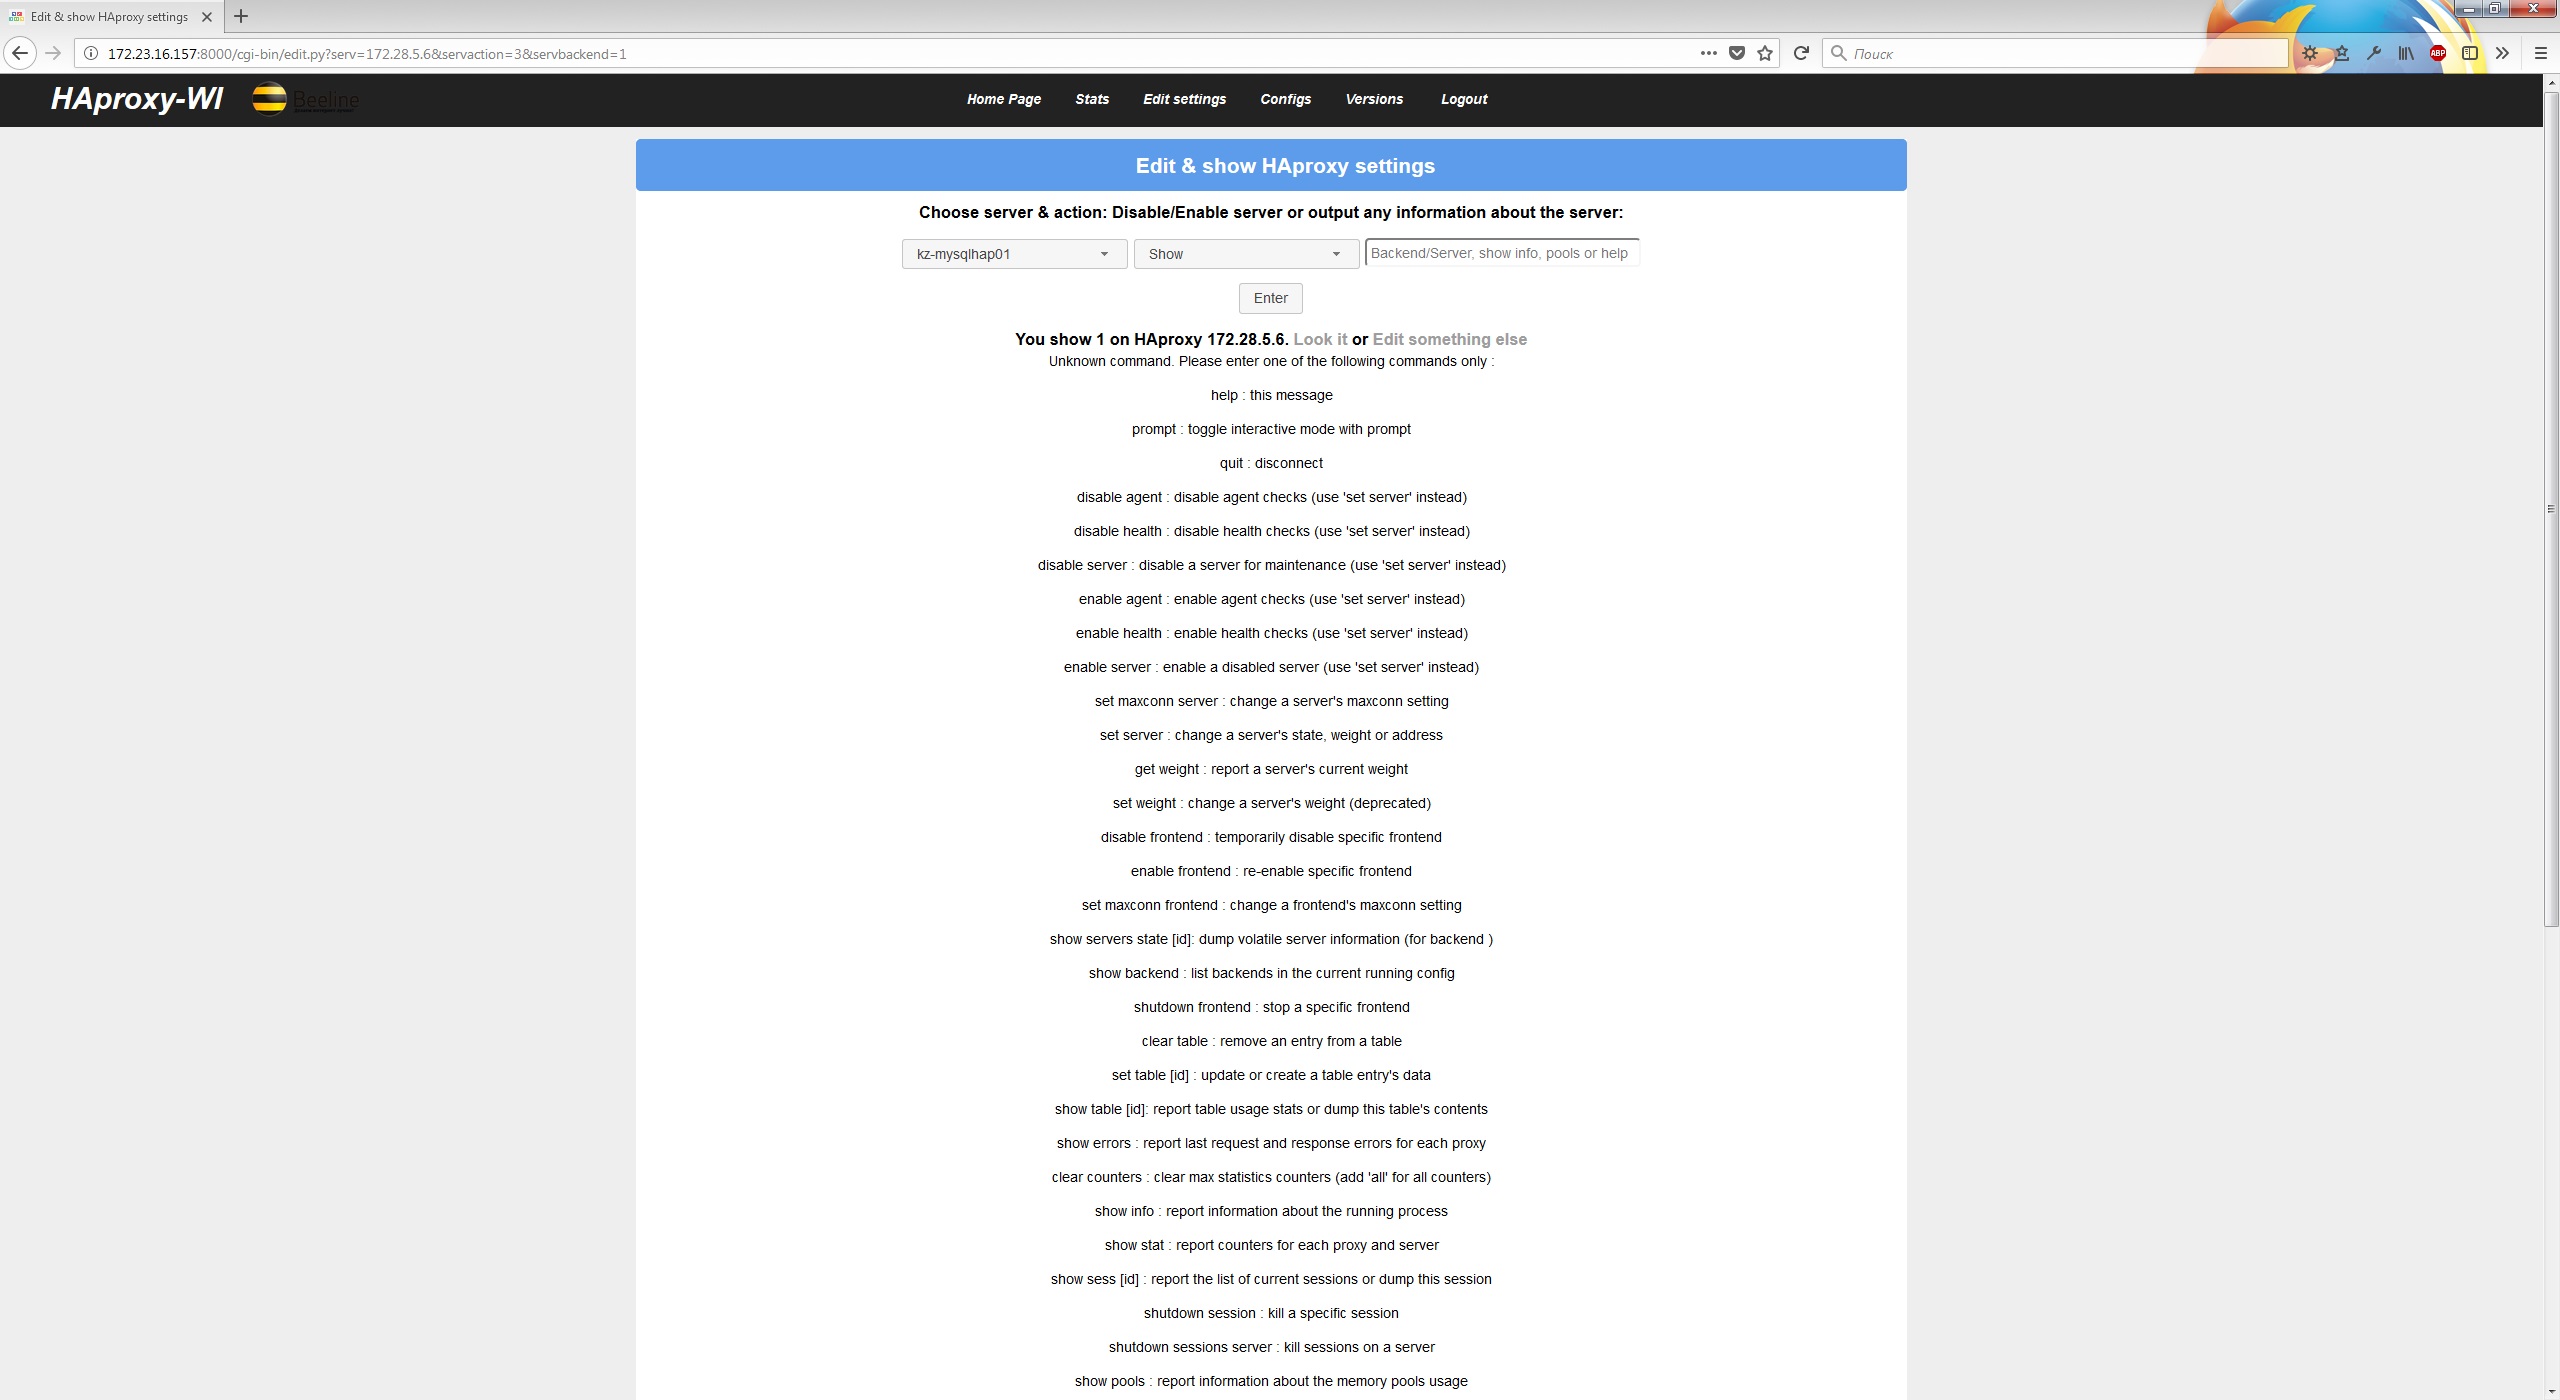 Edit & show HAproxy settings
172.23.16.157:8000/cgi-bin/edit.py?serv=172.28.5.6&servaction=3&servbackend=1
Поиск
ABP
HAproxy-WI
Beeline
Home Page
Stats
Edit settings
Configs
Versions
Logout
Edit & show HAproxy settings
Choose server & action: Disable/Enable server or output any information about the server:
kz-mysqlhap01
Show
Backend/Server, show info, pools or help
Enter
You show 1 on HAproxy 172.28.5.6. Look it or Edit something else
Unknown command. Please enter one of the following commands only :
help : this message
prompt : toggle interactive mode with prompt
quit : disconnect
disable agent : disable agent checks (use 'set server' instead)
disable health : disable health checks (use 'set server' instead)
disable server : disable a server for maintenance (use 'set server' instead)
enable agent : enable agent checks (use 'set server' instead)
enable health : enable health checks (use 'set server' instead)
enable server : enable a disabled server (use 'set server' instead)
set maxconn server : change a server's maxconn setting
set server : change a server's state, weight or address
get weight : report a server's current weight
set weight : change a server's weight (deprecated)
disable frontend : temporarily disable specific frontend
enable frontend : re-enable specific frontend
set maxconn frontend : change a frontend's maxconn setting
show servers state [id]: dump volatile server information (for backend )
show backend : list backends in the current running config
shutdown frontend : stop a specific frontend
clear table : remove an entry from a table
set table [id] : update or create a table entry's data
show table [id]: report table usage stats or dump this table's contents
show errors : report last request and response errors for each proxy
clear counters : clear max statistics counters (add 'all' for all counters)
show info : report information about the running process
show stat : report counters for each proxy and server
show sess [id] : report the list of current sessions or dump this session
shutdown session : kill a specific session
shutdown sessions server : kill sessions on a server
show pools : report information about the memory pools usage